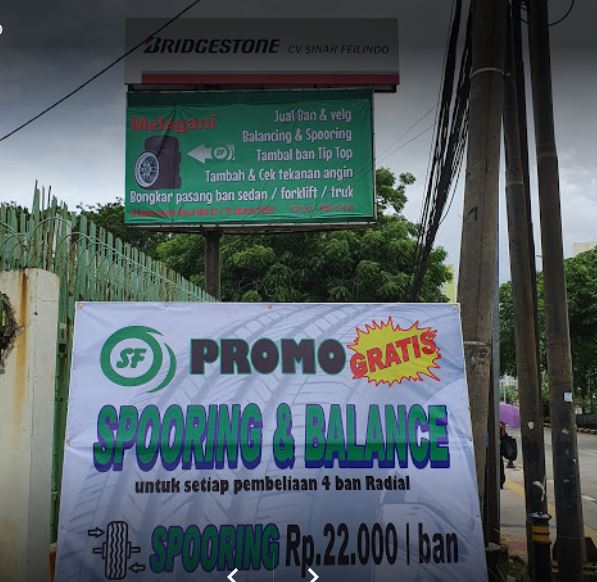 BRIDGESTONE CV. SINAR FEILINDO
Melayani
Jual Ban & velg
Balancing & Spooring
SF
Tambal ban Tip Top
Tambah & Cek tekanan angin
Bongkar pasang ban sedan / forklift / truk
SF PROMO GRATIS
SPOORING & BALANCE
untuk setiap pembeliaan 4 ban Radial
SPOORING Rp.22.000 | ban